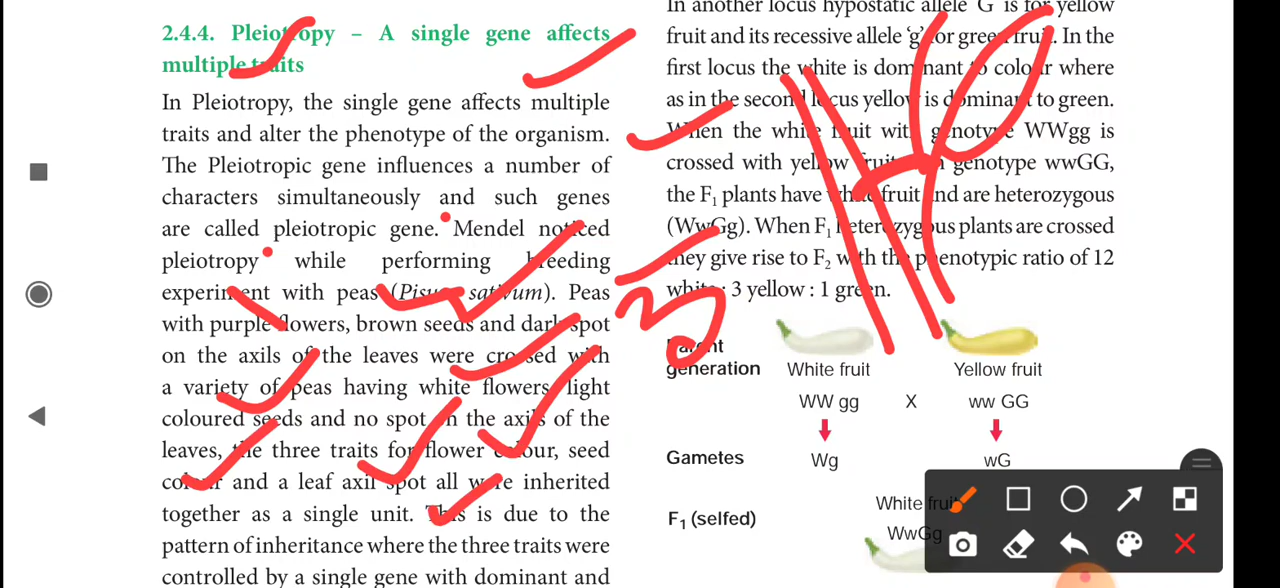 2.4.4. Pleiotropy – A single gene affects
multiple traits
In Pleiotropy, the single gene affects multiple
traits and alter the phenotype of the organism.
The Pleiotropic gene influences a number of
characters simultaneously and such genes
are called pleiotropic gene. Mendel noticed
pleiotropy while performing breeding
experiment with peas (Pisum sativum). Peas
with purple flowers, brown seeds and dark spot
on the axils of the leaves were crossed with
a variety of peas having white flowers, light
coloured seeds and no spot on the axils of the
leaves, the three traits for flower colour, seed
colour and a leaf axil spot all were inherited
together as a single unit. This is due to the
pattern of inheritance where the three traits were
controlled by a single gene with dominant and
In another locus hypostatic allele ‘G’ is for yellow
fruit and its recessive allele ‘g’ for green fruit. In the
first locus the white is dominant to colour where
as in the second locus yellow is dominant to green.
When the white fruit with genotype WWgg is
crossed with yellow fruit with genotype wwGG,
the F1 plants have white fruit and are heterozygous
(WwGg). When F1 heterozygous plants are crossed
they give rise to F2 with the phenotypic ratio of 12
white : 3 yellow : 1 green.
Parent
generation
White fruit Yellow fruit
WW gg X ww GG
Gametes Wg wG
F1 (selfed)
White fruit
WwGg